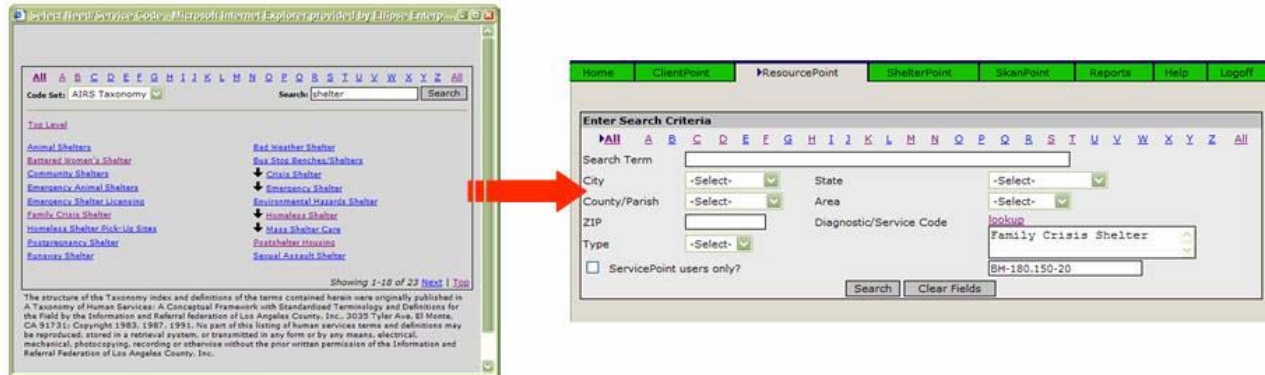 Select Need/Service Code - Microsoft Internet Explorer provided by Ellipse Enterp...
All A B C D E F G H I J K L M N O P Q R S T U V W X Y Z All
Code Set: AIRS Taxonomy Search: shelter Search
Top Level
Animal Shelters Bad Weather Shelter
Battered Women's Shelter Bus Stop Benches/Shelters
Community Shelters Crisis Shelter
Emergency Animal Shelters Emergency Shelter
Emergency Shelter Licensing Environmental Hazards Shelter
Family Crisis Shelter Homeless Shelter
Homeless Shelter Pick-Up Sites Mass Shelter Care
Postpregnancy Shelter Postshelter Housing
Runaway Shelter Sexual Assault Shelter
Showing 1-18 of 23 Next | Top
The structure of the Taxonomy index and definitions of the terms contained herein were originally published in
A Taxonomy of Human Services: A Conceptual Framework with Standardized Terminology and Definitions for
the Field by the Information and Referral federation of Los Angeles County, Inc., 3035 Tyler Ave. El Monte,
CA 91731; Copyright 1983, 1987, 1991. No part of this listing of human services terms and definitions may
be reproduced, stored in a retrieval system, or transmitted in any form or by any means, electrical,
mechanical, photocopying, recording or otherwise without the prior written permission of the Information and
Referral Federation of Los Angeles County, Inc.
Home ClientPoint ResourcePoint ShelterPoint SkanPoint Reports Help Logoff
Enter Search Criteria
All A B C D E F G H I J K L M N O P Q R S T U V W X Y Z All
Search Term
City -Select- State -Select-
County/Parish -Select- Area -Select-
ZIP Diagnostic/Service Code lookup
Family Crisis Shelter
Type -Select-
ServicePoint users only? BH-180.150-20
Search Clear Fields